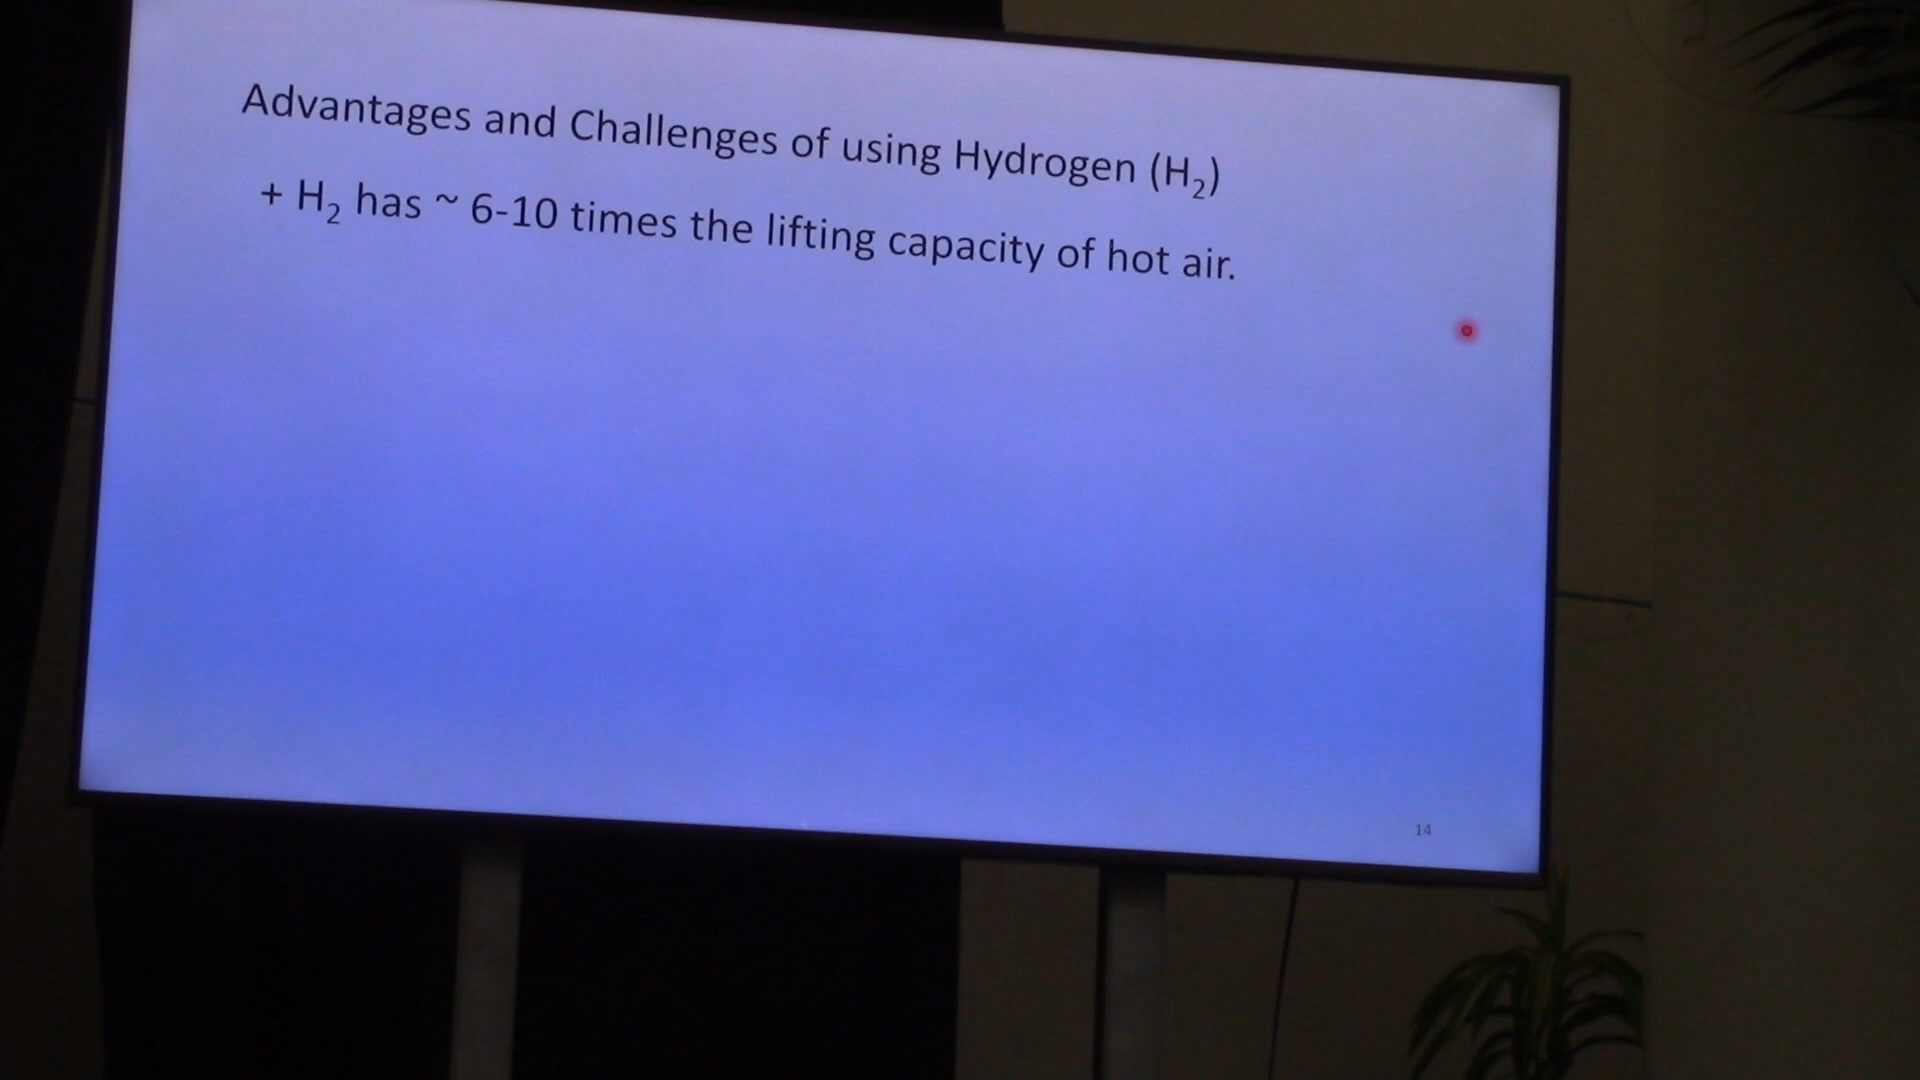 Advantages and Challenges of using Hydrogen (H₂)
+ H₂ has ~ 6-10 times the lifting capacity of hot air.
14